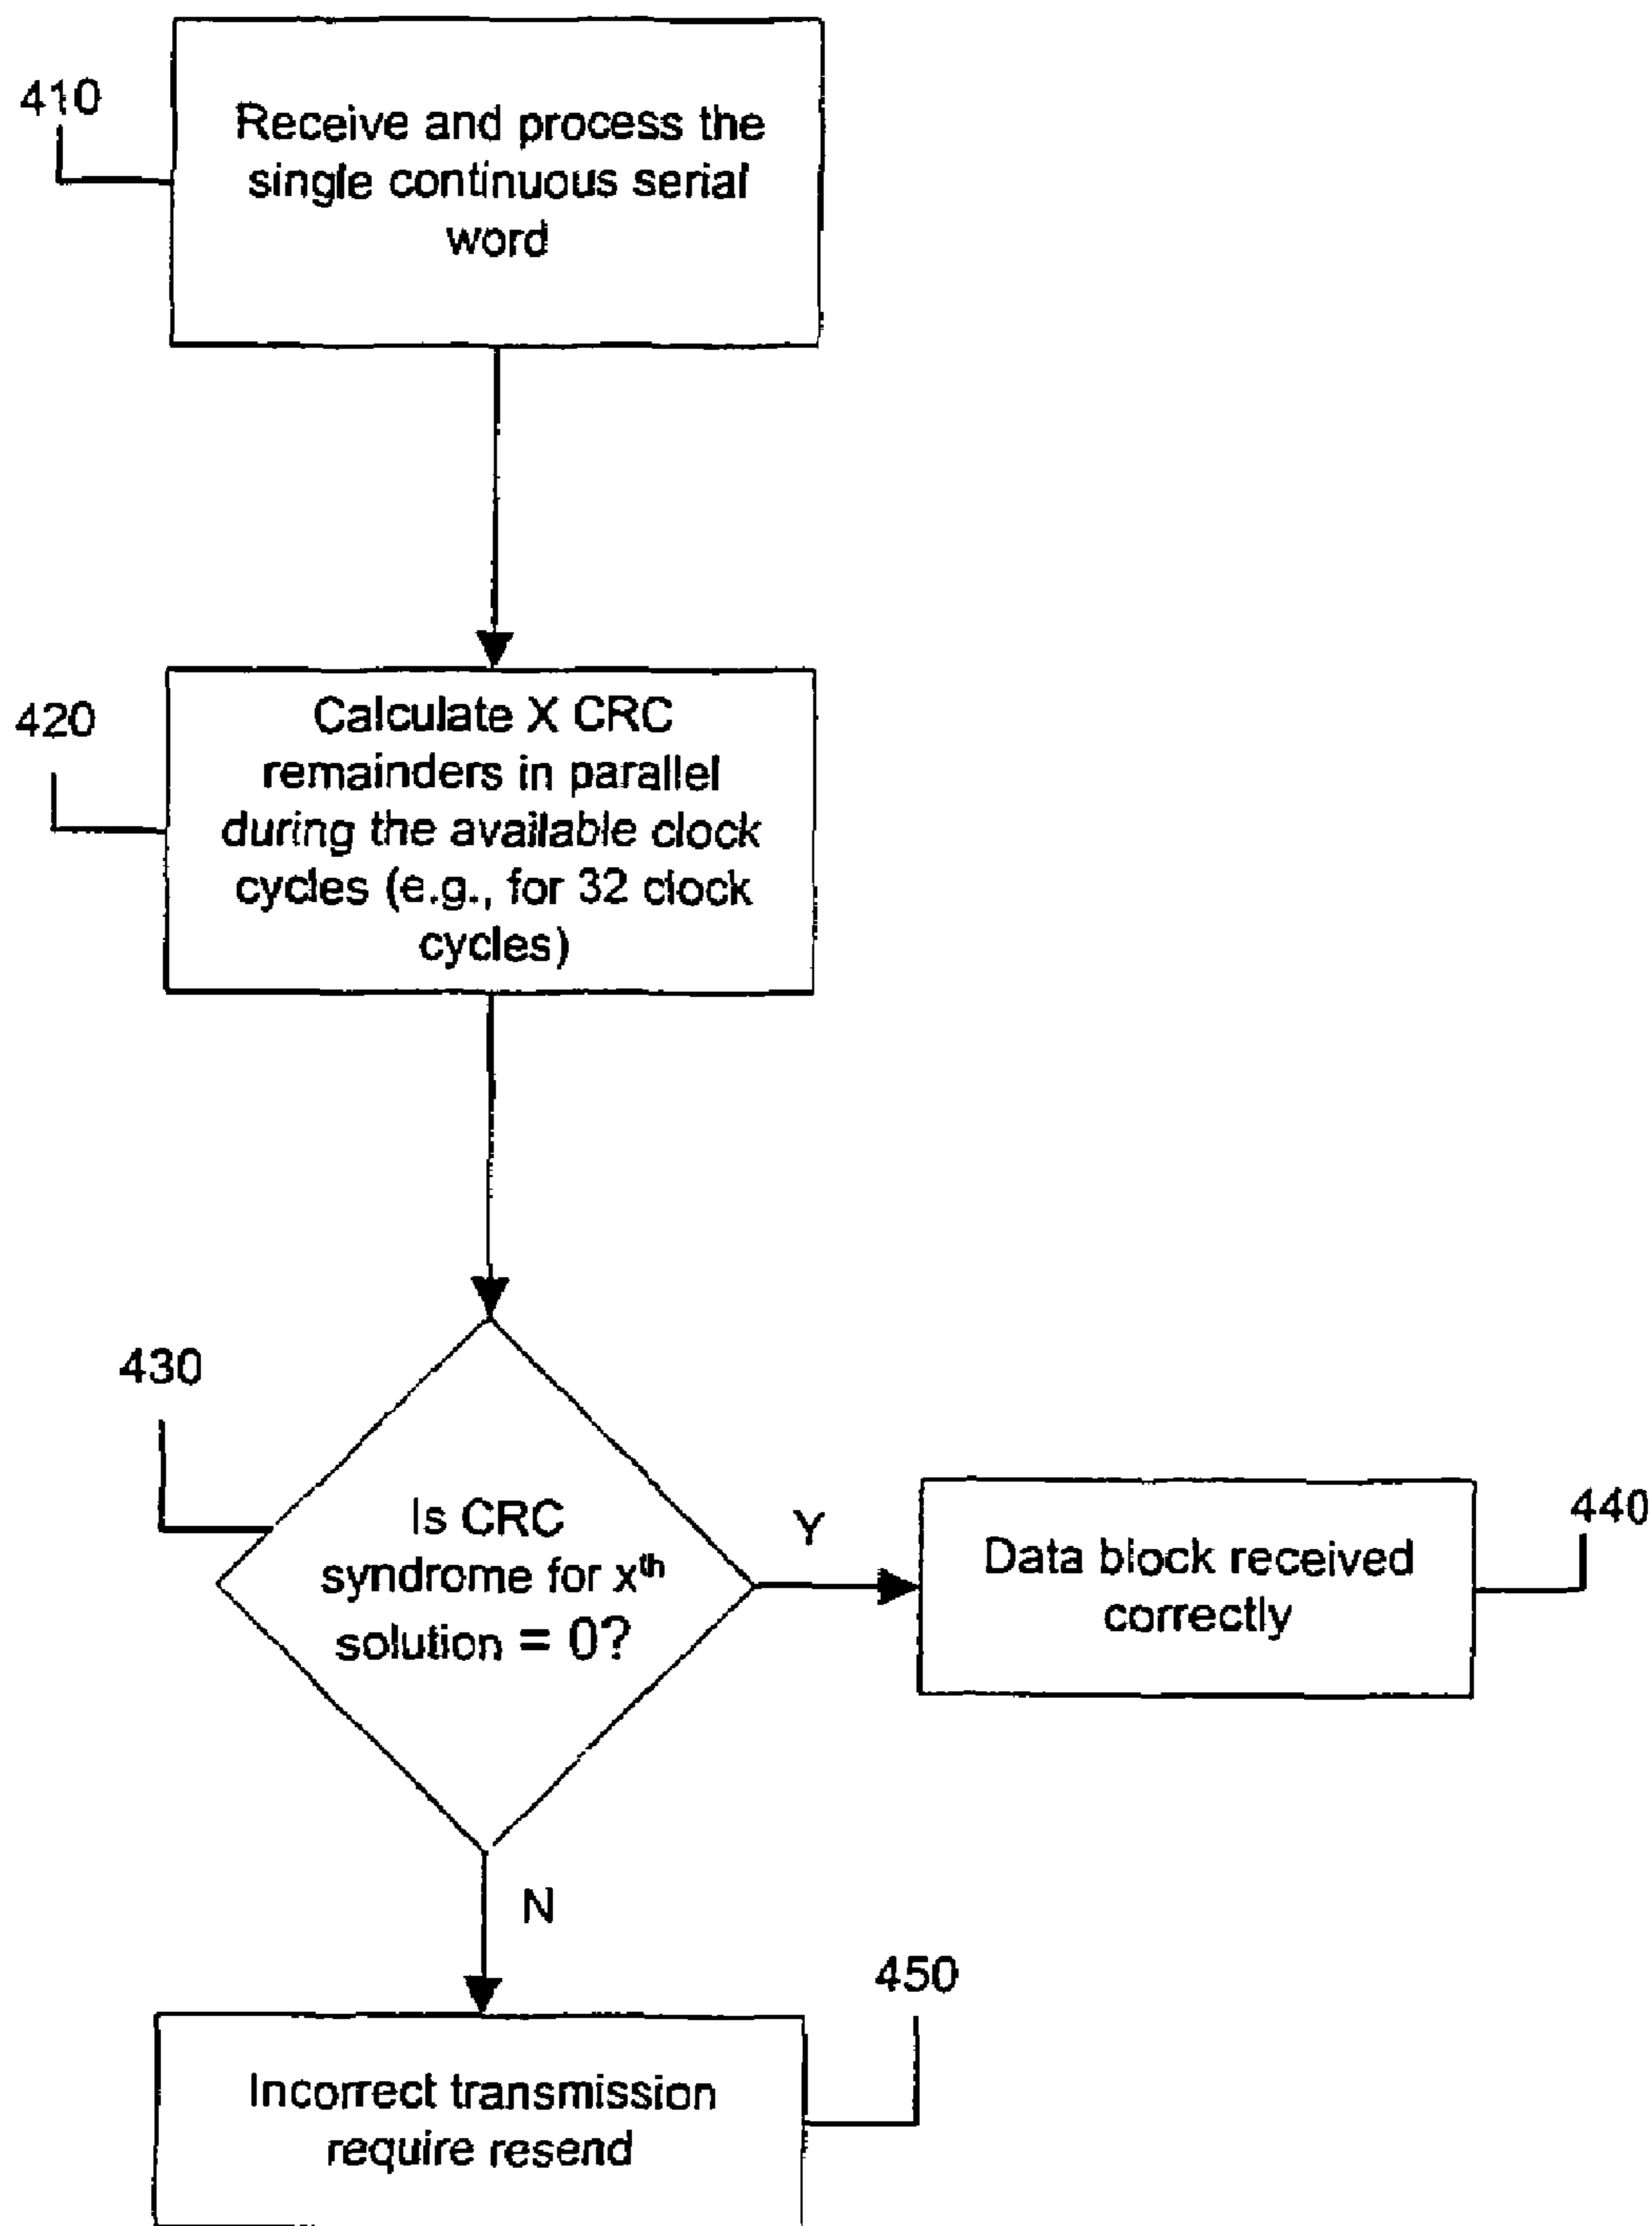 410
Receive and process the
single continuous serial
word
420
Calculate X CRC
remainders in parallel
during the available clock
cycles (e.g., for 32 clock
cycles)
430
Is CRC
syndrome for xth
solution = 0?
Y
440
Data block received
correctly
N
450
Incorrect transmission
require resend